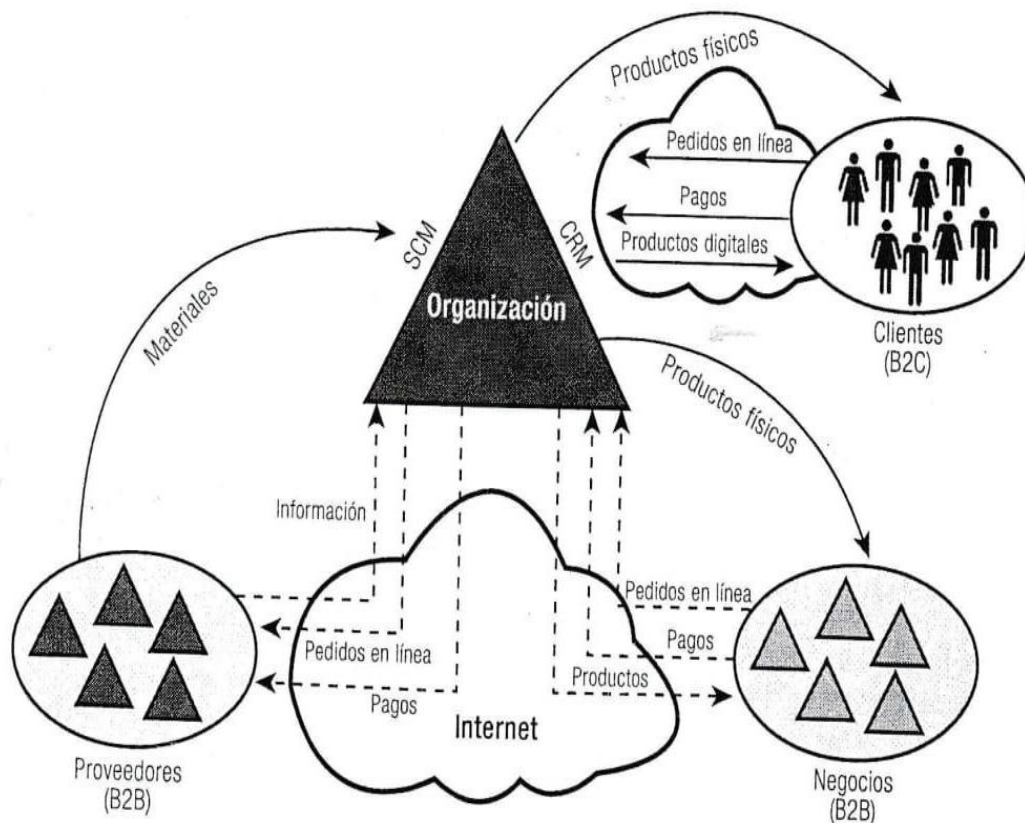 Productos físicos
Pedidos en línea
Pagos
Productos digitales
Clientes
(B2C)
SCM
CRM
Organización
Materiales
Productos físicos
Información
Pedidos en línea
Pagos
Internet
Pedidos en línea
Pagos
Productos
Proveedores
(B2B)
Negocios
(B2B)